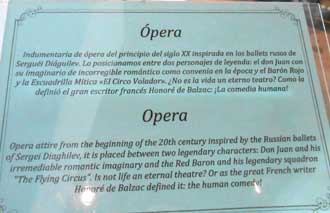 Ópera
Indumentaria de ópera del principio del siglo XX inspirada en los ballets rusos de
Serguéi Diáguilev. La posicionamos entre dos personajes de leyenda: el don Juan con
su imaginario de incorregible romántico como convenía en la época y el Barón Rojo
y la Escuadrilla Mítica «El Circo Volador». ¿No es la vida un eterno teatro? Como la
definió el gran escritor francés Honoré de Balzac: ¡La comedia humana!
Opera
Opera attire from the beginning of the 20th century inspired by the Russian ballets
of Sergei Diaghilev, it is placed between two legendary characters: Don Juan and his
irremediable romantic imaginary and the Red Baron and his legendary squadron
"The Flying Circus". Is not life an eternal theatre? Or as the great French writer
Honoré de Balzac defined it: the human comedy!